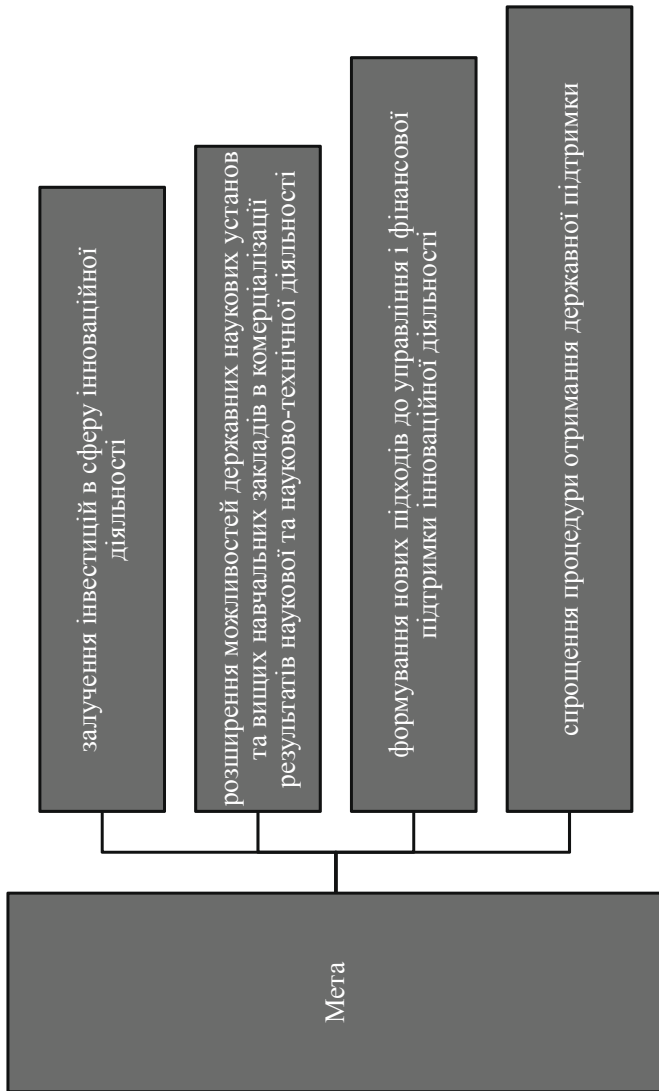 Мета
залучення інвестицій в сферу інноваційної
діяльності
розширення можливостей державних наукових установ
та вищих навчальних закладів в комерціалізації
результатів наукової та науково-технічної діяльності
формування нових підходів до управління і фінансової
підтримки інноваційної діяльності
спрощення процедури отримання державної підтримки